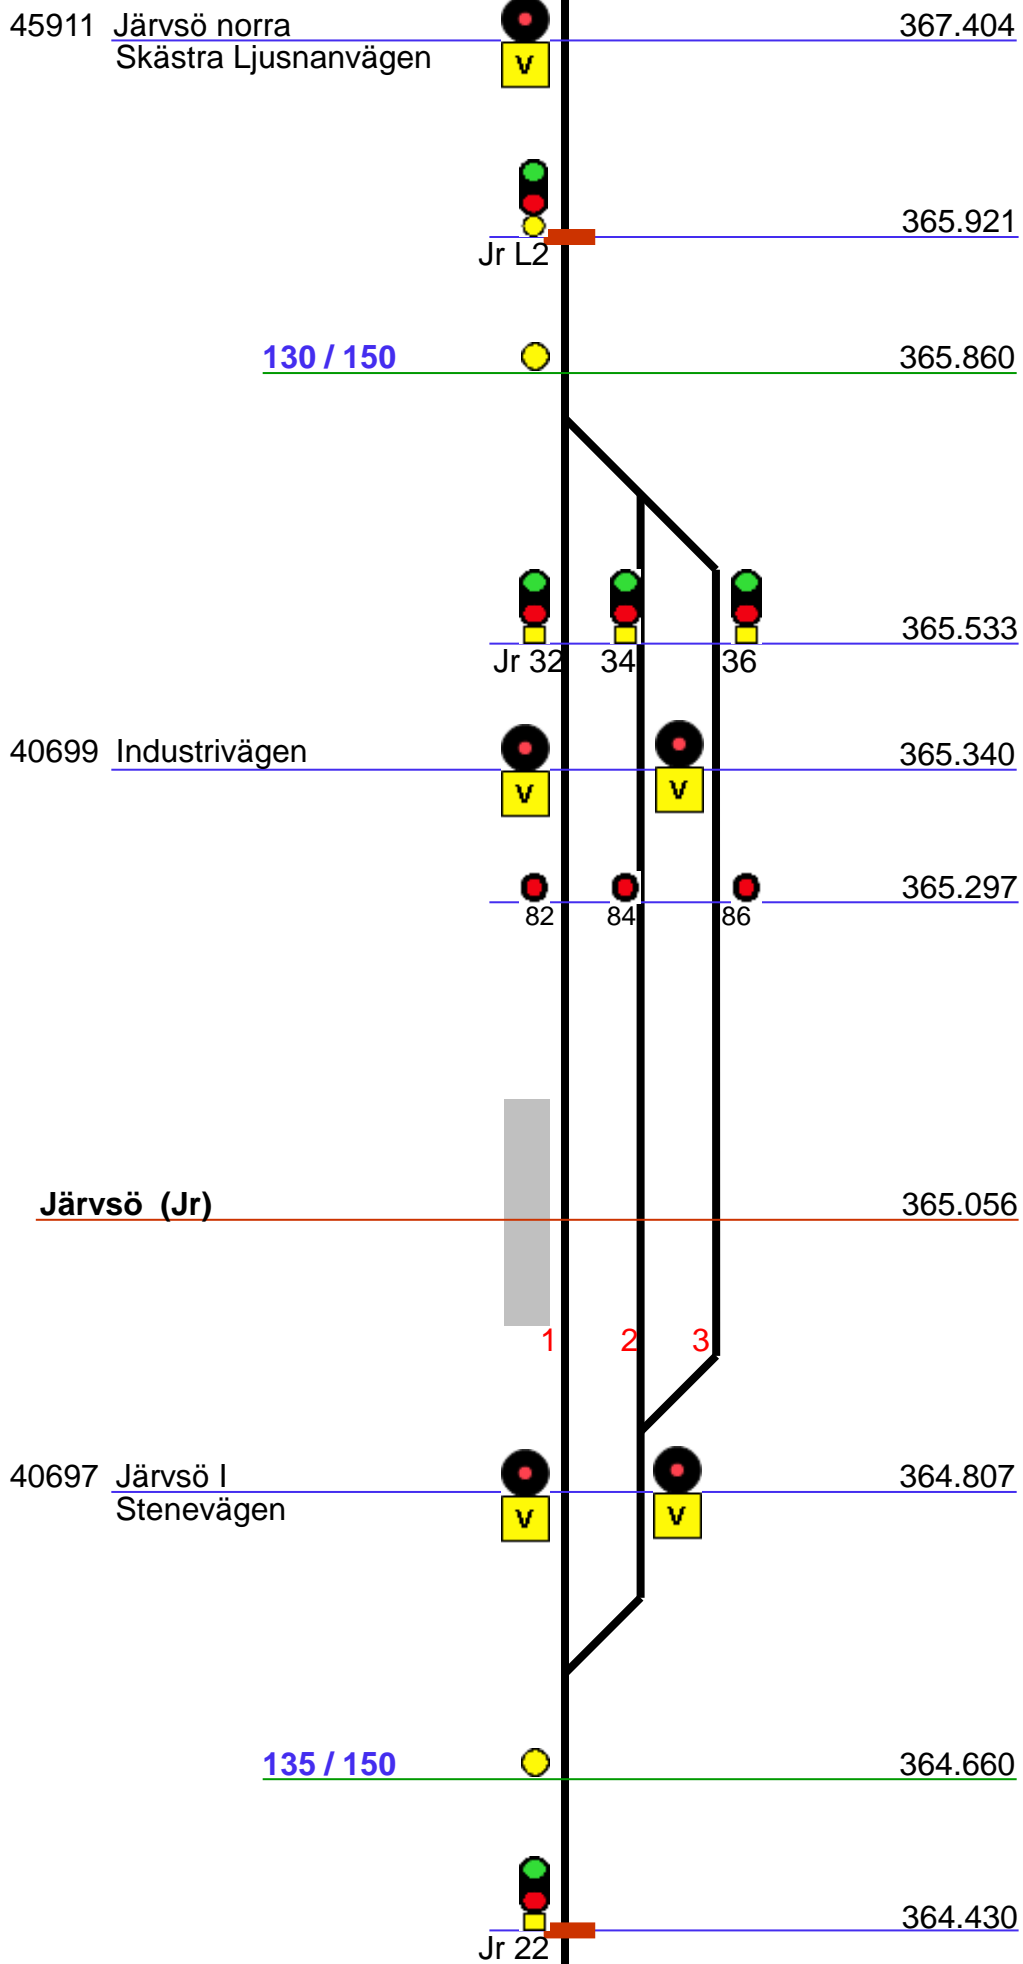 45911 Järvsö norra 367.404
Skästra Ljusnanvägen
V
365.921
Jr L2
130 / 150 365.860
365.533
Jr 32 34 36
40699 Industrivägen 365.340
V V
365.297
82 84 86
Järvsö (Jr) 365.056
1 2 3
40697 Järvsö I 364.807
Stenevägen
V V
135 / 150 364.660
364.430
Jr 22